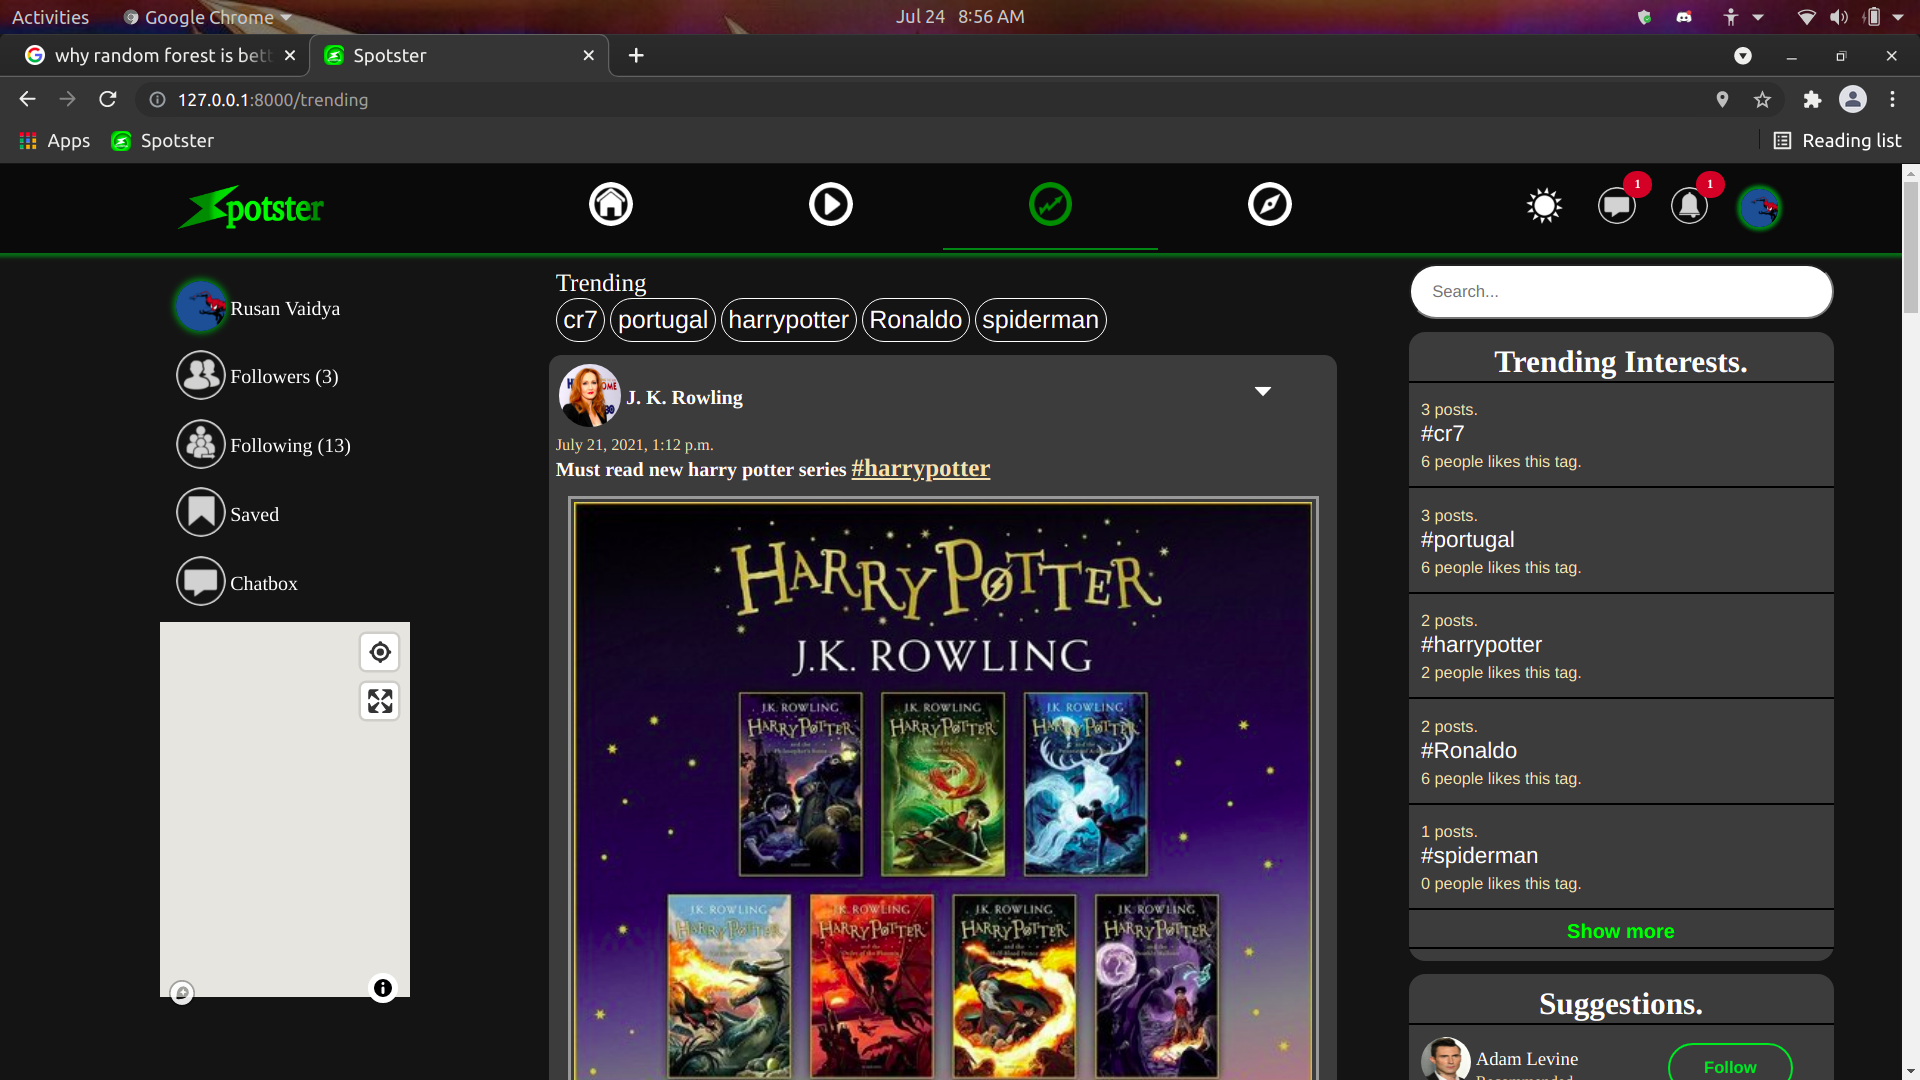 Activities
Google Chrome
Jul 24 8:56 AM
why random forest is bett
Spotster
127.0.0.1:8000/trending
Apps
Spotster
Reading list
Spotster
1
1
Rusan Vaidya
Followers (3)
Following (13)
Saved
Chatbox
Trending
cr7
portugal
harrypotter
Ronaldo
spiderman
J. K. Rowling
July 21, 2021, 1:12 p.m.
Must read new harry potter series #harrypotter
HARRY POTTER
J.K. ROWLING
J.K. ROWLING
HARRY POTTER
J.K. ROWLING
HARRY POTTER
J.K. ROWLING
HARRY POTTER
J.K. ROWLING
HARRY POTTER
J.K. ROWLING
HARRY POTTER
J.K. ROWLING
HARRY POTTER
J.K. ROWLING
HARRY POTTER
Search...
Trending Interests.
3 posts.
#cr7
6 people likes this tag.
3 posts.
#portugal
6 people likes this tag.
2 posts.
#harrypotter
2 people likes this tag.
2 posts.
#Ronaldo
6 people likes this tag.
1 posts.
#spiderman
0 people likes this tag.
Show more
Suggestions.
Adam Levine
Follow